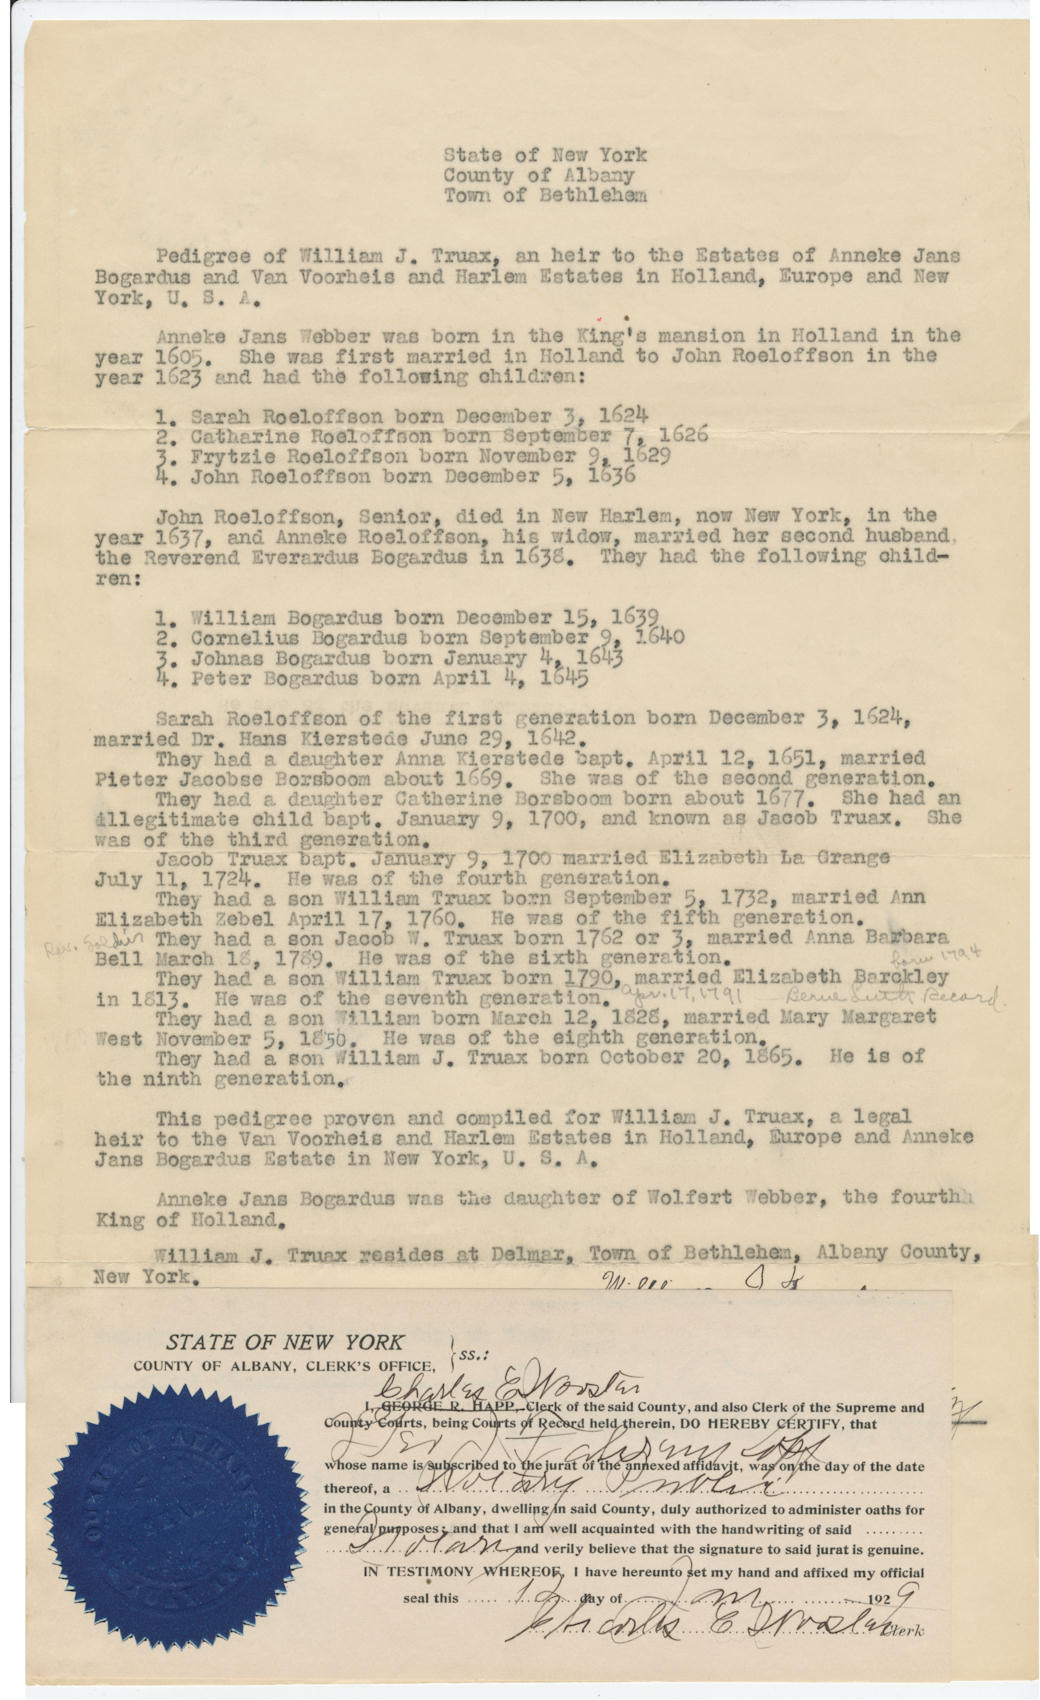 State of New York
County of Albany
Town of Bethlehem
Pedigree of William J. Truax, an heir to the Estates of Anneke Jans
Bogardus and Van Voorheis and Harlem Estates in Holland, Europe and New
York, U. S. A.
Anneke Jans Webber was born in the King's mansion in Holland in the
year 1605. She was first married in Holland to John Roeloffson in the
year 1623 and had the following children:
1. Sarah Roeloffson born December 3, 1624
2. Catharine Roeloffson born September 7, 1626
3. Frytzie Roeloffson born November 9, 1629
4. John Roeloffson born December 5, 1636
John Roeloffson, Senior, died in New Harlem, now New York, in the
year 1637, and Anneke Roeloffson, his widow, married her second husband,
the Reverend Everardus Bogardus in 1638. They had the following child-
ren:
1. William Bogardus born December 15, 1639
2. Cornelius Bogardus born September 9, 1640
3. Johnas Bogardus born January 4, 1643
4. Peter Bogardus born April 4, 1645
Sarah Roeloffson of the first generation born December 3, 1624,
married Dr. Hans Kierstede June 29, 1642.
They had a daughter Anna Kierstede bapt. April 12, 1651, married
Pieter Jacobse Borsboom about 1669. She was of the second generation.
They had a daughter Catherine Borsboom born about 1677. She had an
illegitimate child bapt. January 9, 1700, and known as Jacob Truax. She
was of the third generation.
Jacob Truax bapt. January 9, 1700 married Elizabeth La Grange
July 11, 1724. He was of the fourth generation.
They had a son William Truax born September 5, 1732, married Ann
Elizabeth Zebel April 17, 1760. He was of the fifth generation.
Rev. Soldier They had a son Jacob W. Truax born 1762 or 3, married Anna Barbara
Bell March 18, 1789. He was of the sixth generation. born 1794
They had a son William Truax born 1790, married Elizabeth Barckley
in 1813. He was of the seventh generation. Apr. 17, 1791 Berne Luth Record.
They had a son William born March 12, 1828, married Mary Margaret
West November 5, 1856. He was of the eighth generation.
They had a son William J. Truax born October 20, 1865. He is of
the ninth generation.
This pedigree proven and compiled for William J. Truax, a legal
heir to the Van Voorheis and Harlem Estates in Holland, Europe and Anneke
Jans Bogardus Estate in New York, U. S. A.
Anneke Jans Bogardus was the daughter of Wolfert Webber, the fourthh
King of Holland.
William J. Truax resides at Delmar, Town of Bethlehem, Albany County,
New York.
STATE OF NEW YORK
COUNTY OF ALBANY, CLERK'S OFFICE, } ss.:
Charles E Wooster
I, GEORGE R. HAPP, Clerk of the said County, and also Clerk of the Supreme and
County Courts, being Courts of Record held therein, DO HEREBY CERTIFY, that
whose name is subscribed to the jurat of the annexed affidavit, was on the day of the date
thereof, a Notary Public
in the County of Albany, dwelling in said County, duly authorized to administer oaths for
general purposes; and that I am well acquainted with the handwriting of said
Notary and verily believe that the signature to said jurat is genuine.
IN TESTIMONY WHEREOF, I have hereunto set my hand and affixed my official
seal this day of Jan 1929
Charles E Wooster Clerk